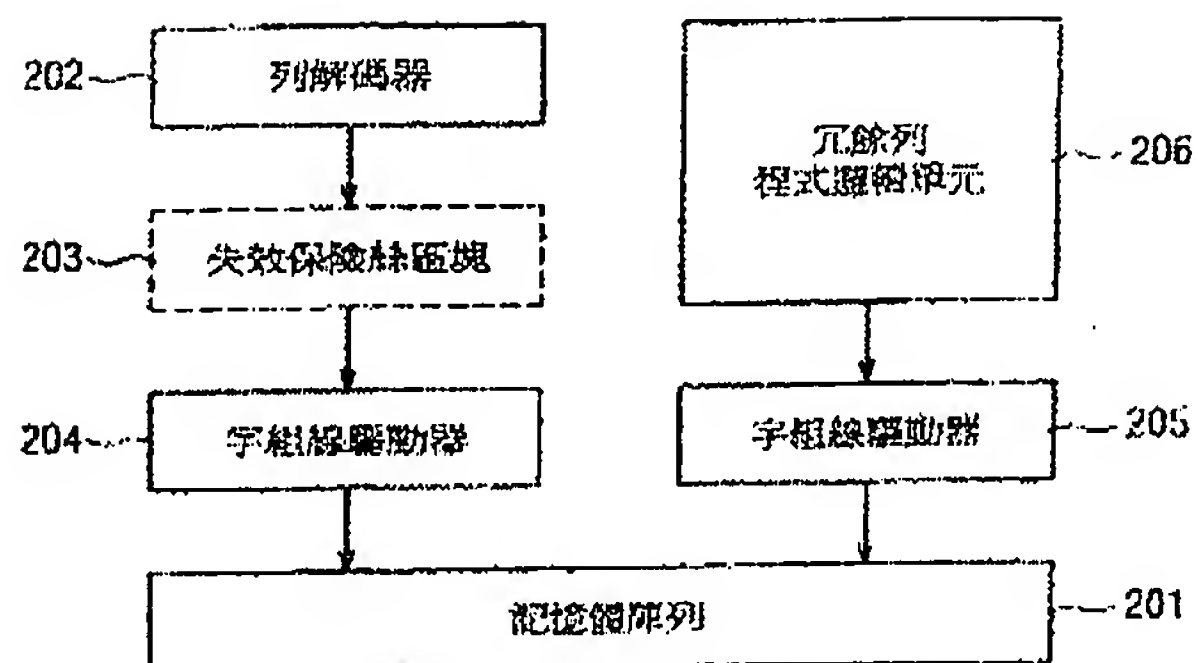 202
列解碼器
冗餘列
程式邏輯單元
206
203
失效保險絲區塊
204
字組線驅動器
字組線驅動器
205
記憶體陣列
201